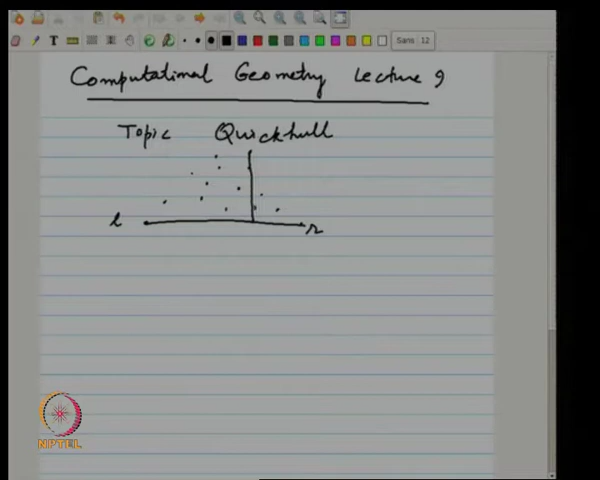 Sans 12
Computational Geometry Lecture 9
Topic Quickhull
l r
NPTEL